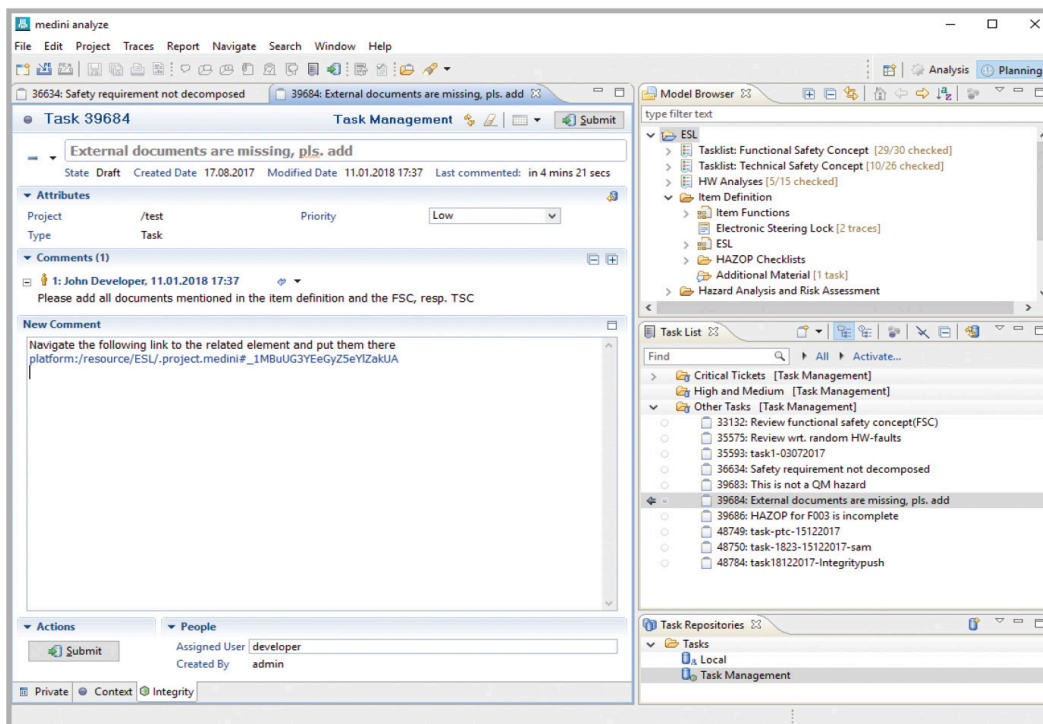 medini analyze
File Edit Project Traces Report Navigate Search Window Help
Analysis Planning
36634: Safety requirement not decomposed
39684: External documents are missing, pls. add
Task 39684
Task Management
Submit
External documents are missing, pls. add
State Draft Created Date 17.08.2017 Modified Date 11.01.2018 17:37 Last commented: in 4 mins 21 secs
Attributes
Project /test Priority Low
Type Task
Comments (1)
1: John Developer, 11.01.2018 17:37
Please add all documents mentioned in the item definition and the FSC, resp. TSC
New Comment
Navigate the following link to the related element and put them there
platform:/resource/ESL/.project.medini#_1MBuUG3YEeGyZ5eYlZakUA
Actions
Submit
People
Assigned User developer
Created By admin
Private Context Integrity
Model Browser
type filter text
ESL
Tasklist: Functional Safety Concept [29/30 checked]
Tasklist: Technical Safety Concept [10/26 checked]
HW Analyses [5/15 checked]
Item Definition
Item Functions
Electronic Steering Lock [2 traces]
ESL
HAZOP Checklists
Additional Material [1 task]
Hazard Analysis and Risk Assessment
Task List
Find All Activate...
Critical Tickets [Task Management]
High and Medium [Task Management]
Other Tasks [Task Management]
33132: Review functional safety concept(FSC)
35575: Review wrt. random HW-faults
35593: task1-03072017
36634: Safety requirement not decomposed
39683: This is not a QM hazard
39684: External documents are missing, pls. add
39686: HAZOP for F003 is incomplete
48749: task-ptc-15122017
48750: task-1823-15122017-sam
48784: task18122017-Integritypush
Task Repositories
Tasks
Local
Task Management